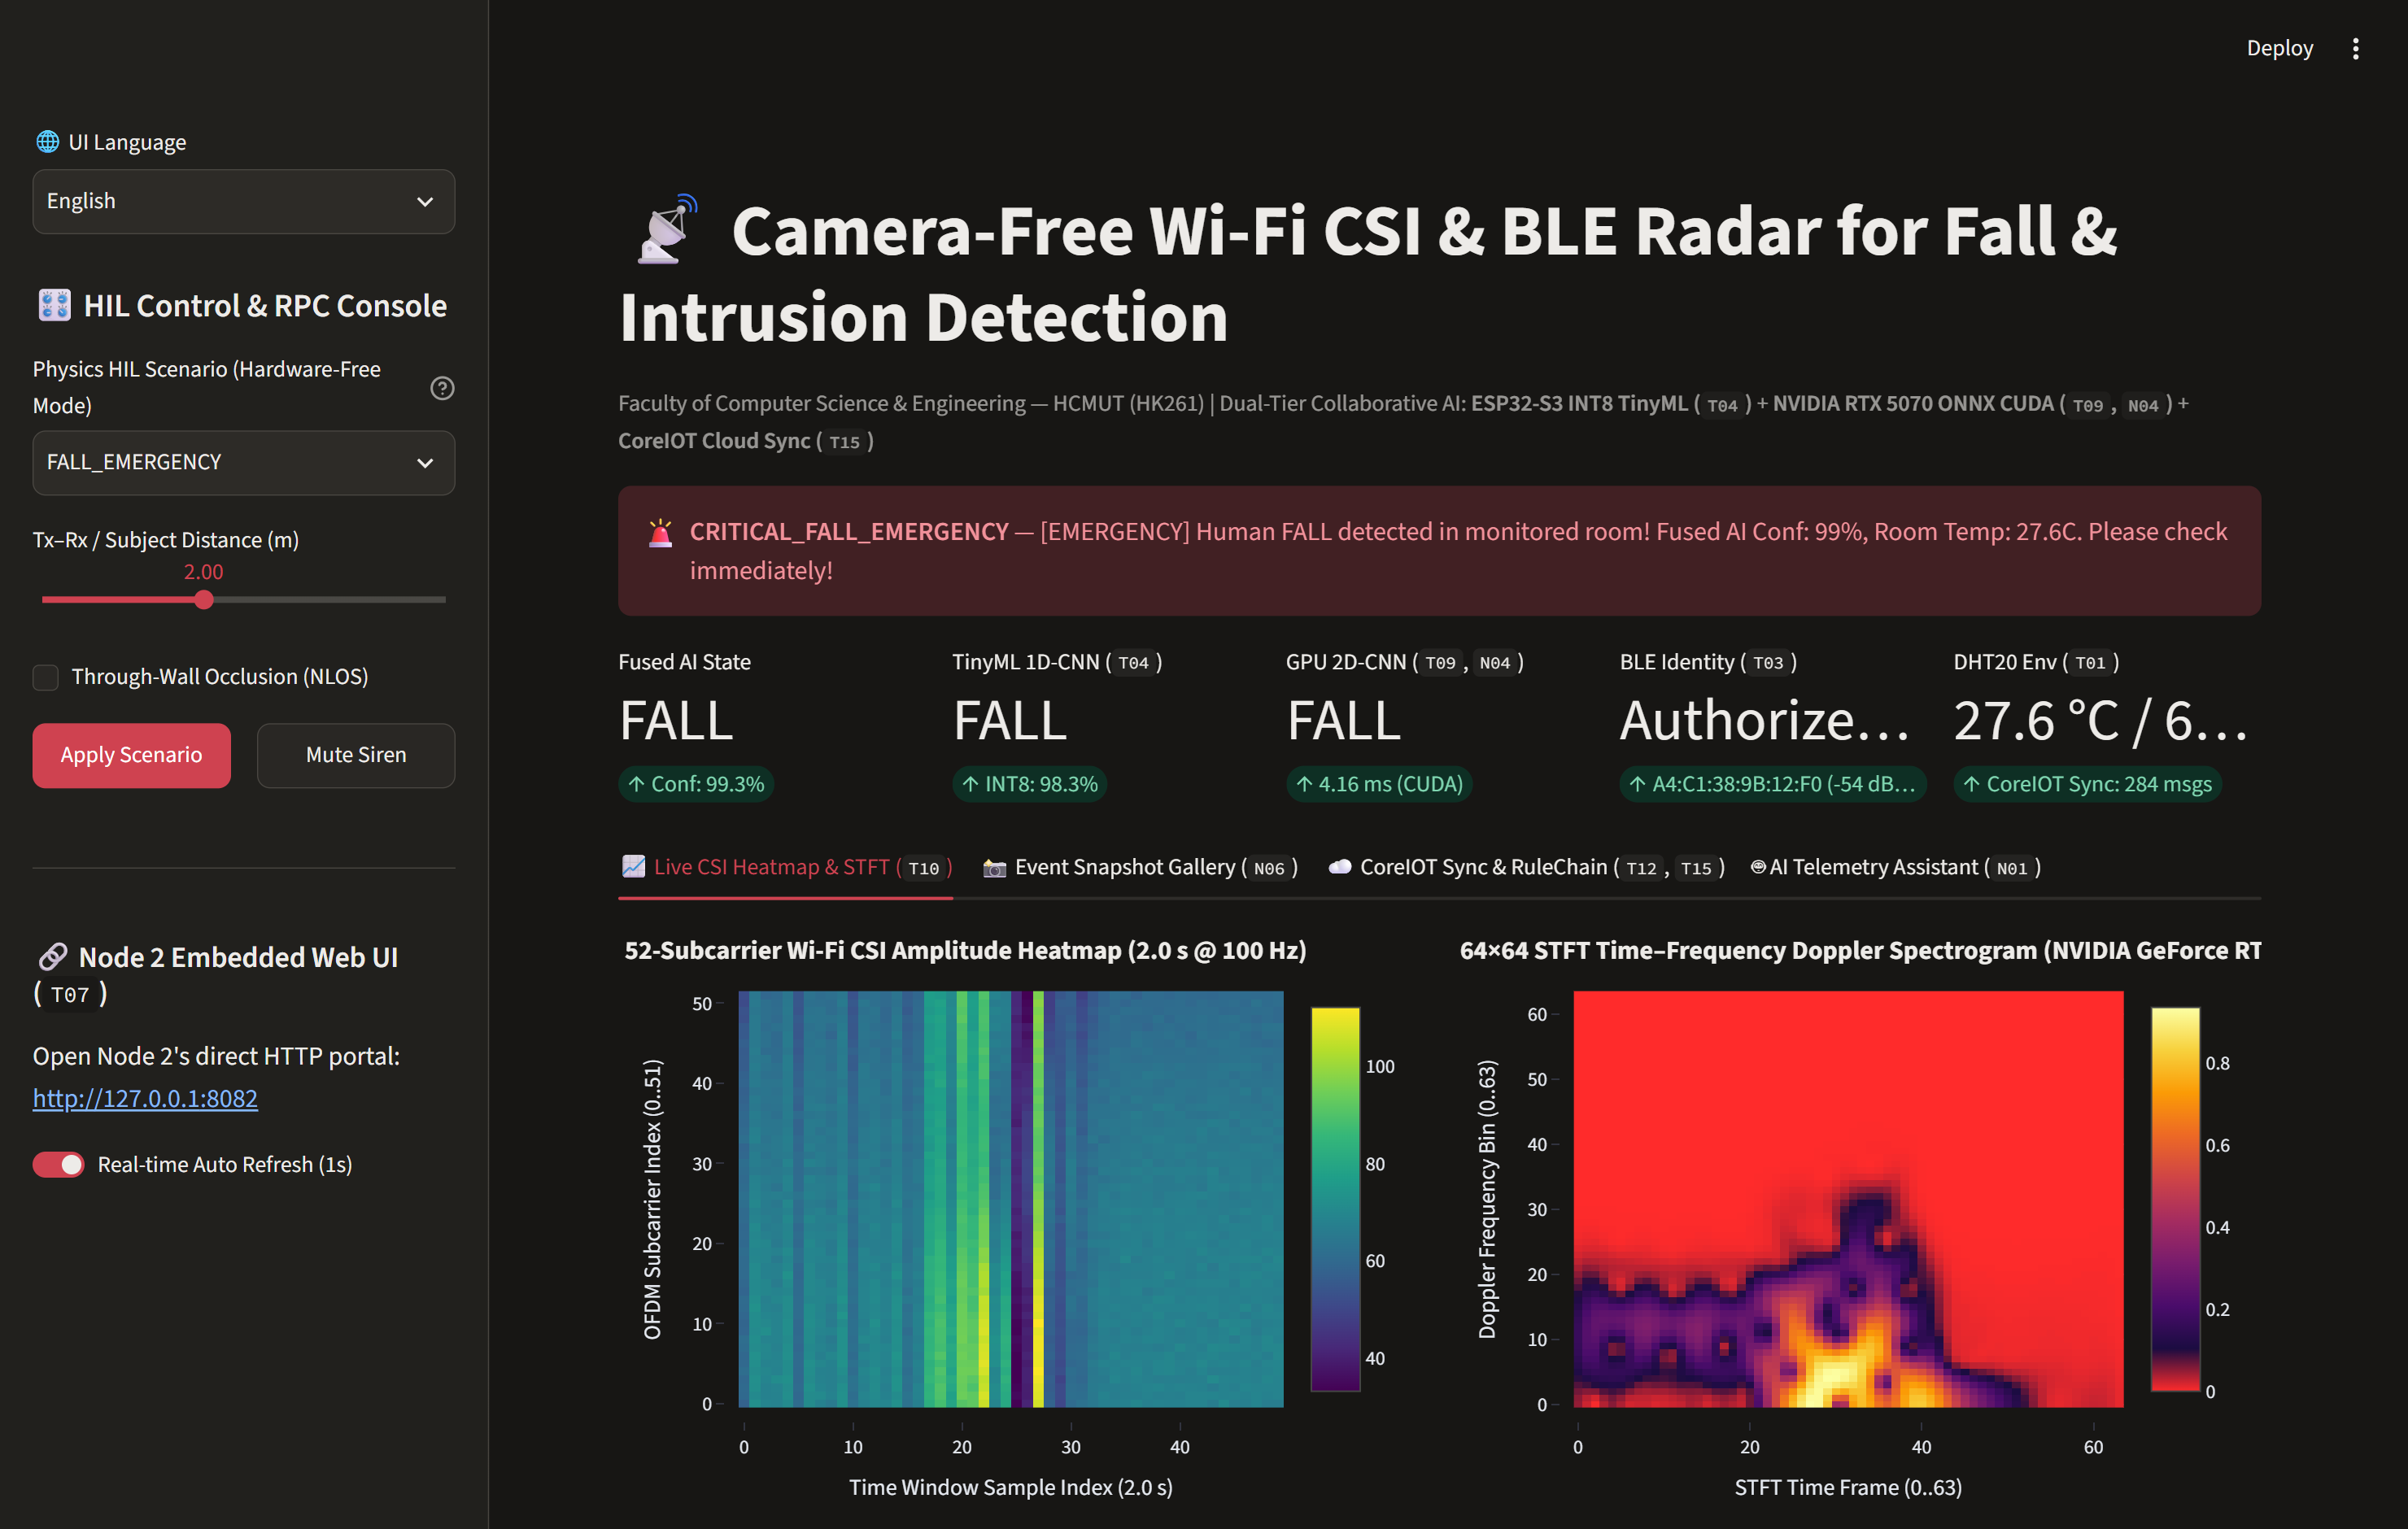 Deploy
UI Language
English
HIL Control & RPC Console
Physics HIL Scenario (Hardware-Free
Mode)
FALL_EMERGENCY
Tx–Rx / Subject Distance (m)
2.00
Through-Wall Occlusion (NLOS)
Apply Scenario
Mute Siren
Node 2 Embedded Web UI
( T07 )
Open Node 2's direct HTTP portal:
http://127.0.0.1:8082
Real-time Auto Refresh (1s)
Camera-Free Wi-Fi CSI & BLE Radar for Fall &
Intrusion Detection
Faculty of Computer Science & Engineering — HCMUT (HK261) | Dual-Tier Collaborative AI: ESP32-S3 INT8 TinyML ( T04 ) + NVIDIA RTX 5070 ONNX CUDA ( T09 , N04 ) +
CoreIOT Cloud Sync ( T15 )
CRITICAL_FALL_EMERGENCY — [EMERGENCY] Human FALL detected in monitored room! Fused AI Conf: 99%, Room Temp: 27.6C. Please check
immediately!
Fused AI State
FALL
↑ Conf: 99.3%
TinyML 1D-CNN ( T04 )
FALL
↑ INT8: 98.3%
GPU 2D-CNN ( T09 , N04 )
FALL
↑ 4.16 ms (CUDA)
BLE Identity ( T03 )
Authorize…
↑ A4:C1:38:9B:12:F0 (-54 dB…
DHT20 Env ( T01 )
27.6 °C / 6…
↑ CoreIOT Sync: 284 msgs
Live CSI Heatmap & STFT ( T10 )
Event Snapshot Gallery ( N06 )
CoreIOT Sync & RuleChain ( T12 , T15 )
AI Telemetry Assistant ( N01 )
52-Subcarrier Wi-Fi CSI Amplitude Heatmap (2.0 s @ 100 Hz)
OFDM Subcarrier Index (0..51)
50
40
30
20
10
0
0
10
20
30
40
Time Window Sample Index (2.0 s)
100
80
60
40
64×64 STFT Time–Frequency Doppler Spectrogram (NVIDIA GeForce RT
Doppler Frequency Bin (0..63)
60
50
40
30
20
10
0
0
20
40
60
STFT Time Frame (0..63)
0.8
0.6
0.4
0.2
0